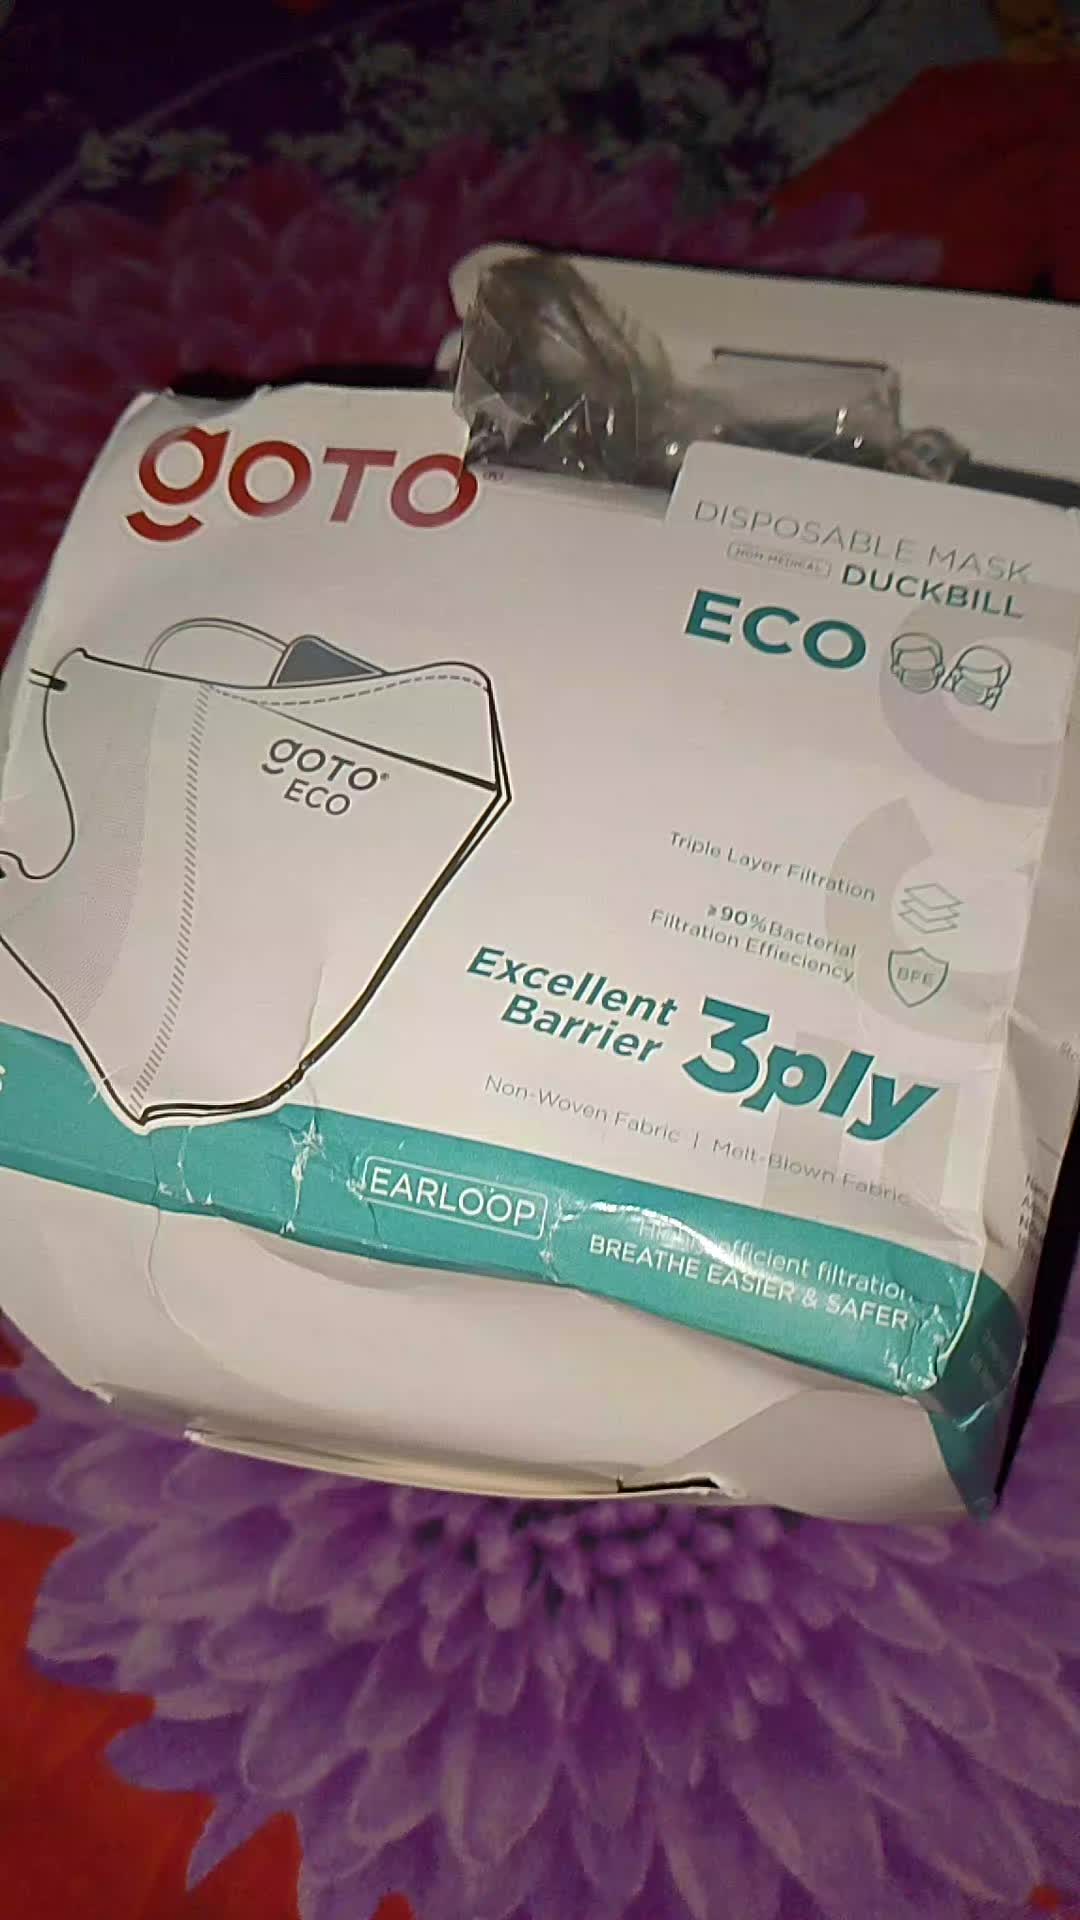 goTO
DISPOSABLE MASK
NON-MEDICAL DUCKBILL
ECO
goTO®
ECO
Triple Layer Filtration
≥90% Bacterial
Filtration Effieciency
BFE
Excellent
Barrier
3ply
Non-Woven Fabric | Melt-Blown Fabric
EARLOOP
efficient filtration
BREATHE EASIER & SAFER